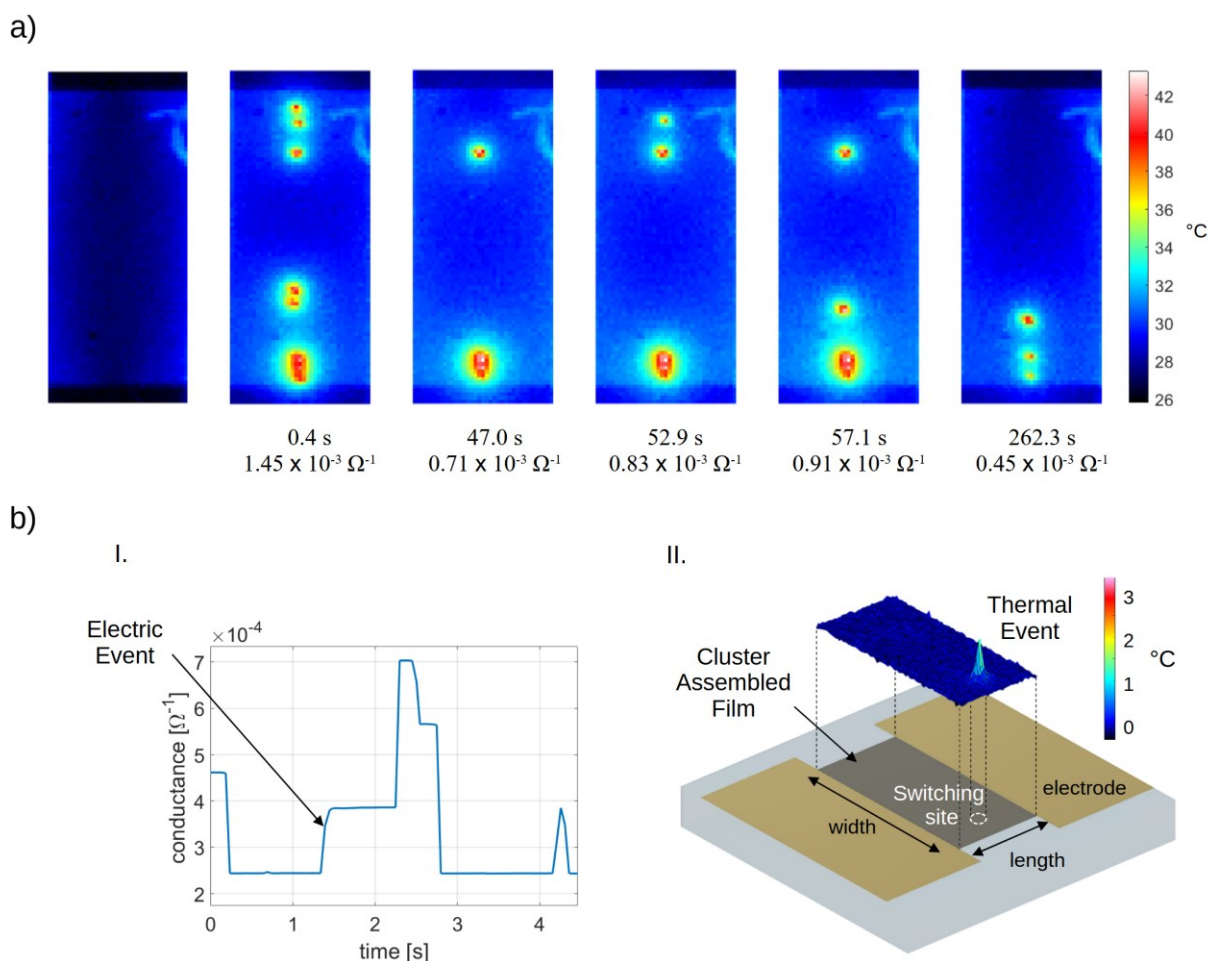 a)
42
40
38
36
34
32
30
28
26
°C
0.4 s
1.45 x 10⁻³ Ω⁻¹
47.0 s
0.71 x 10⁻³ Ω⁻¹
52.9 s
0.83 x 10⁻³ Ω⁻¹
57.1 s
0.91 x 10⁻³ Ω⁻¹
262.3 s
0.45 x 10⁻³ Ω⁻¹
b)
I.
Electric
Event
×10⁻⁴
7
6
5
4
3
2
conductance [Ω⁻¹]
0 1 2 3 4
time [s]
II.
Thermal
Event
3
2
1
0
°C
Cluster
Assembled
Film
Switching
site
electrode
width
length